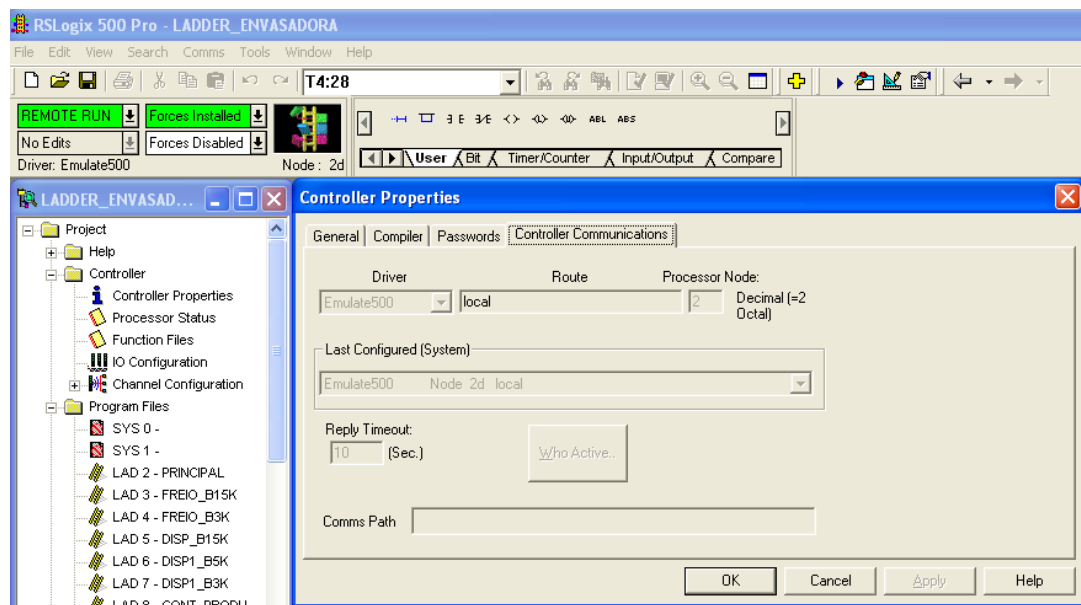 RSLogix 500 Pro - LADDER_ENVASADORA
File Edit View Search Comms Tools Window Help
T4:28
REMOTE RUN Forces Installed
No Edits Forces Disabled
Driver: Emulate500 Node : 2d
ABL ABS
User Bit Timer/Counter Input/Output Compare
LADDER_ENVASAD...
Project
Help
Controller
Controller Properties
Processor Status
Function Files
IO Configuration
Channel Configuration
Program Files
SYS 0 -
SYS 1 -
LAD 2 - PRINCIPAL
LAD 3 - FREIO_B15K
LAD 4 - FREIO_B3K
LAD 5 - DISP_B15K
LAD 6 - DISP1_B5K
LAD 7 - DISP1_B3K
LAD 8 - CONT_PRODU
Controller Properties
General Compiler Passwords Controller Communications
Driver Route Processor Node:
Emulate500 local 2 Decimal (=2
Octal)
Last Configured (System)
Emulate500 Node 2d local
Reply Timeout:
10 (Sec.) Who Active..
Comms Path
OK Cancel Apply Help